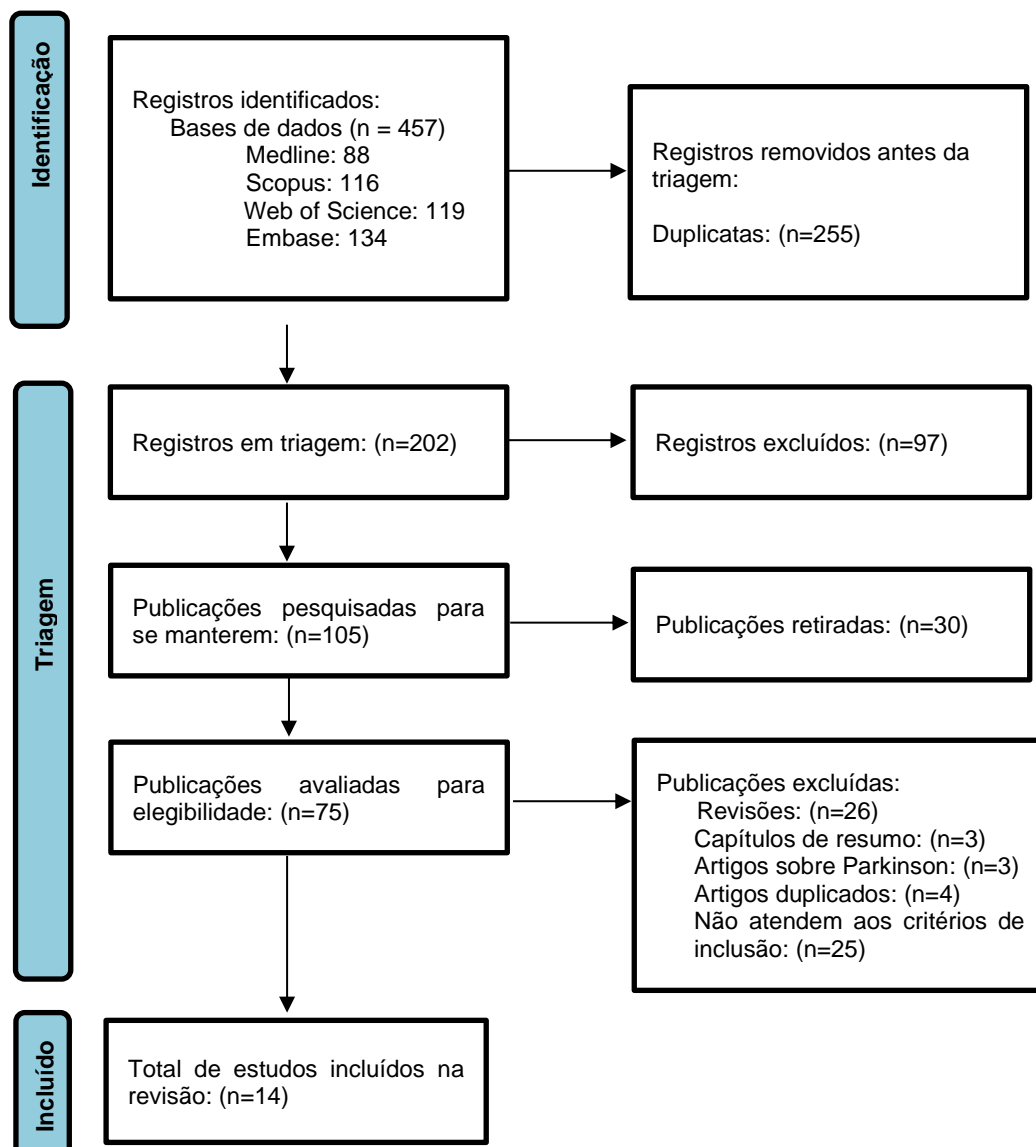 Identificação
Registros identificados:
Bases de dados (n = 457)
Medline: 88
Scopus: 116
Web of Science: 119
Embase: 134
Registros removidos antes da
triagem:
Duplicatas: (n=255)
Triagem
Registros em triagem: (n=202)
Registros excluídos: (n=97)
Publicações pesquisadas para
se manterem: (n=105)
Publicações retiradas: (n=30)
Publicações avaliadas para
elegibilidade: (n=75)
Publicações excluídas:
Revisões: (n=26)
Capítulos de resumo: (n=3)
Artigos sobre Parkinson: (n=3)
Artigos duplicados: (n=4)
Não atendem aos critérios de
inclusão: (n=25)
Incluído
Total de estudos incluídos na
revisão: (n=14)